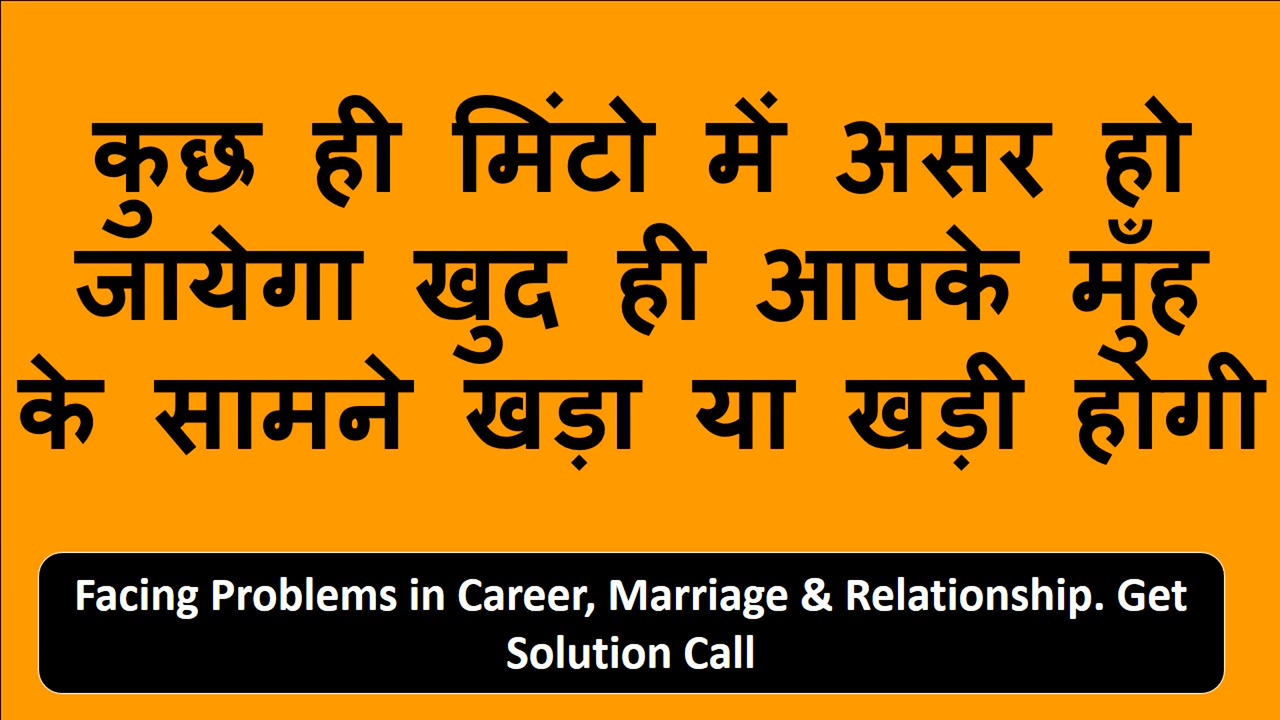 कुछ ही मिंटो में असर हो
जायेगा खुद ही आपके मुँह
के सामने खड़ा या खड़ी होगी
Facing Problems in Career, Marriage & Relationship. Get
Solution Call